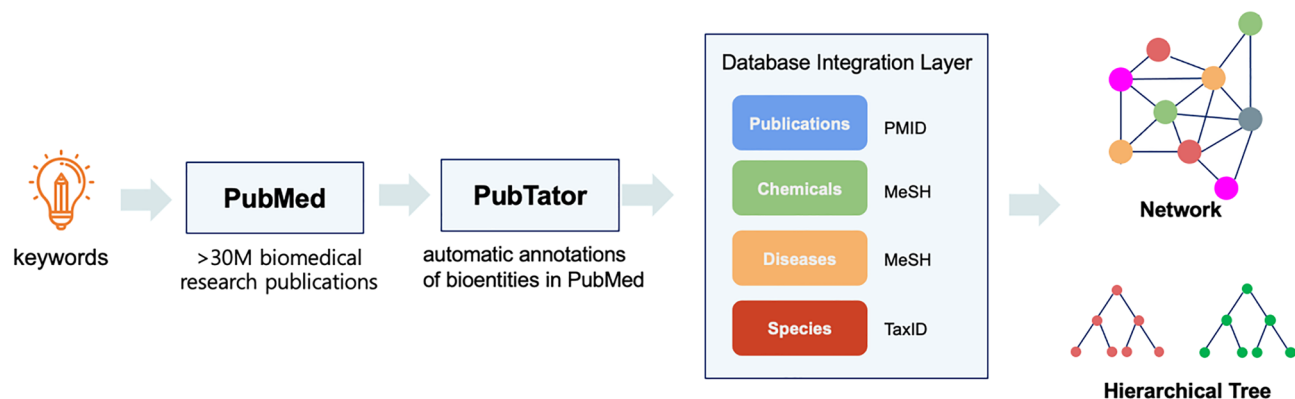 keywords
PubMed
>30M biomedical
research publications
PubTator
automatic annotations
of bioentities in PubMed
Database Integration Layer
Publications PMID
Chemicals MeSH
Diseases MeSH
Species TaxID
Network
Hierarchical Tree